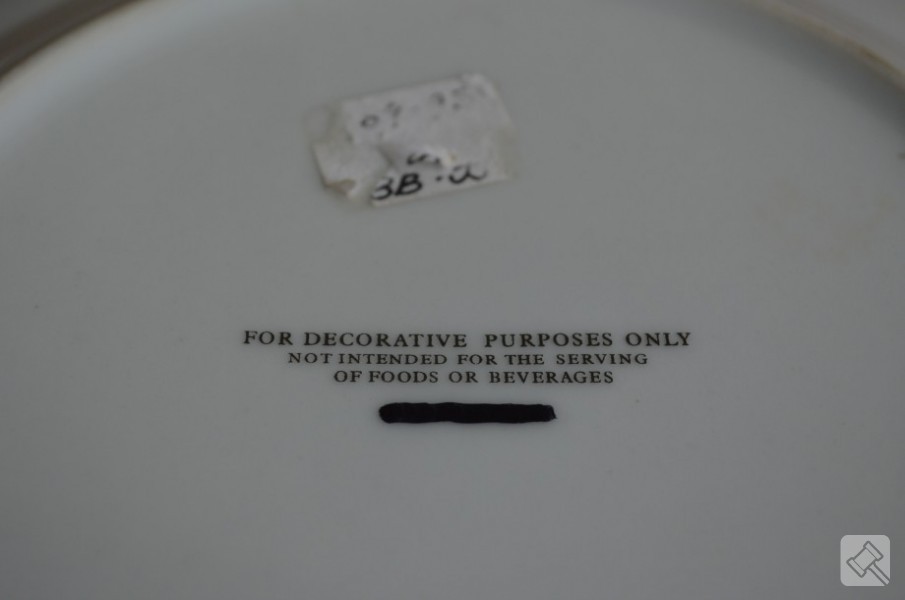 FOR DECORATIVE PURPOSES ONLY
NOT INTENDED FOR THE SERVING
OF FOODS OR BEVERAGES